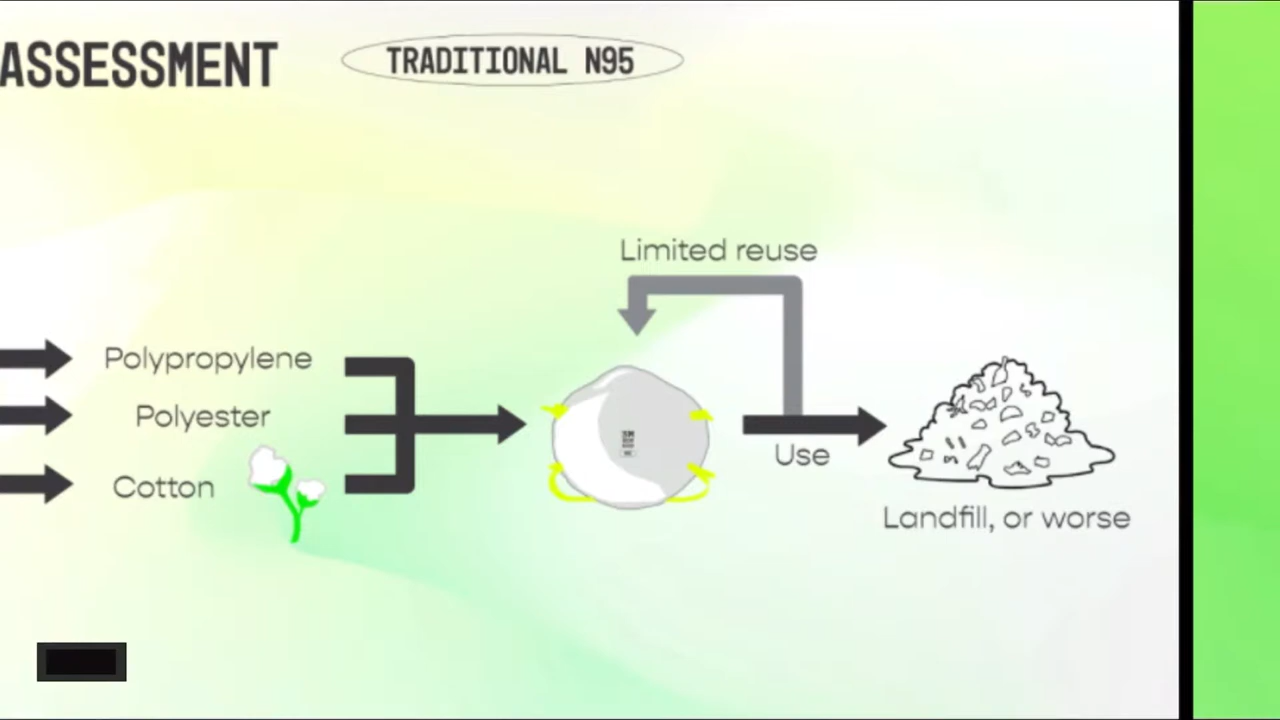 ASSESSMENT
TRADITIONAL N95
Limited reuse
Polypropylene
Polyester
Cotton
Use
Landfill, or worse